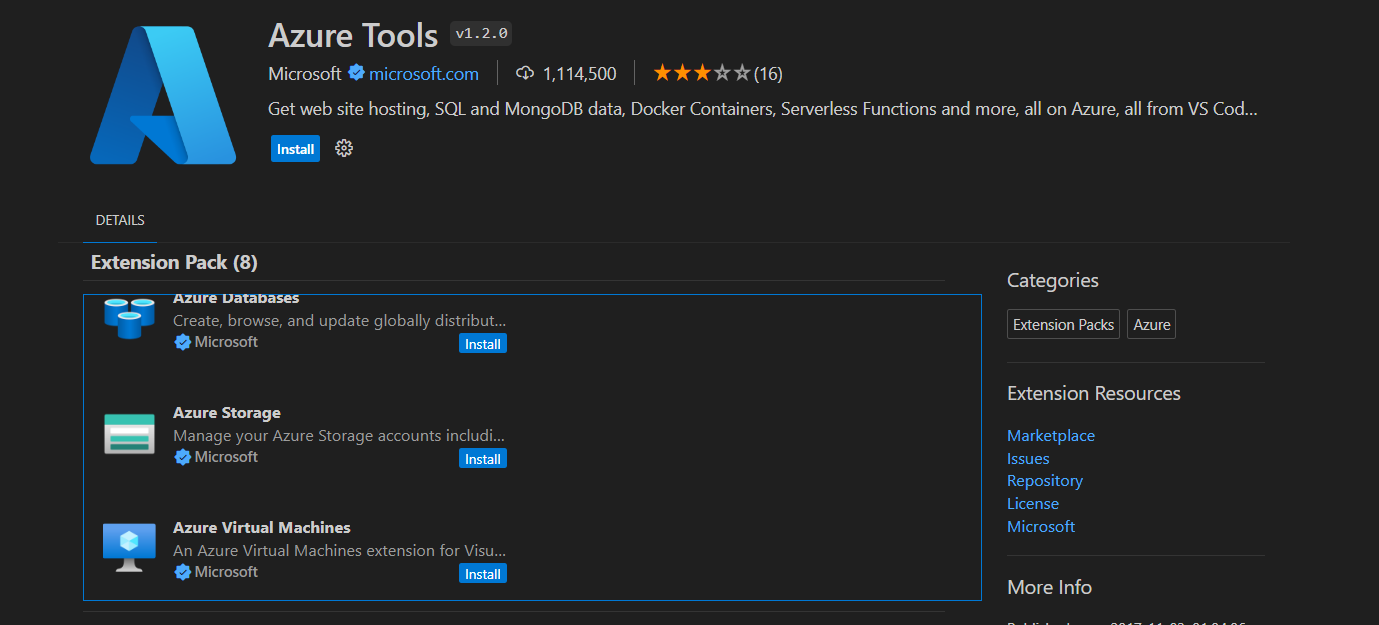 Azure Tools v1.2.0
Microsoft microsoft.com 1,114,500 (16)
Get web site hosting, SQL and MongoDB data, Docker Containers, Serverless Functions and more, all on Azure, all from VS Cod...
Install
DETAILS
Extension Pack (8)
Azure Databases
Create, browse, and update globally distribut...
Microsoft Install
Azure Storage
Manage your Azure Storage accounts includi...
Microsoft Install
Azure Virtual Machines
An Azure Virtual Machines extension for Visu...
Microsoft Install
Categories
Extension Packs Azure
Extension Resources
Marketplace
Issues
Repository
License
Microsoft
More Info